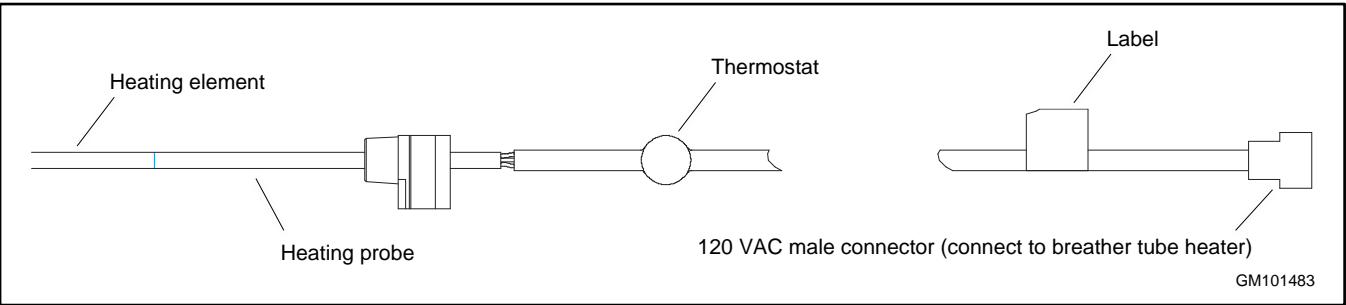 Label
Thermostat
Heating element
Heating probe
120 VAC male connector (connect to breather tube heater)
GM101483